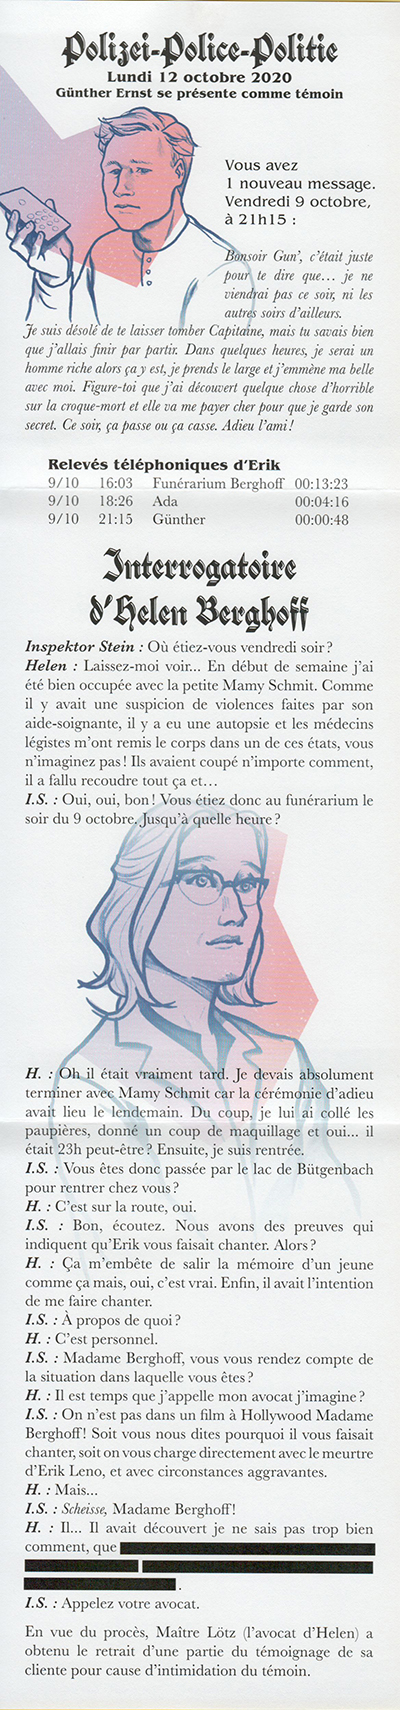 Polizei-Police-Politie
Lundi 12 octobre 2020
Günther Ernst se présente comme témoin
Vous avez
1 nouveau message.
Vendredi 9 octobre,
à 21h15 :
Bonsoir Gun’, c’était juste
pour te dire que… je ne
viendrai pas ce soir, ni les
autres soirs d’ailleurs.
Je suis désolé de te laisser tomber Capitaine, mais tu savais bien
que j’allais finir par partir. Dans quelques heures, je serai un
homme riche alors ça y est, je prends le large et j’emmène ma belle
avec moi. Figure-toi que j’ai découvert quelque chose d’horrible
sur la croque-mort et elle va me payer cher pour que je garde son
secret. Ce soir, ça passe ou ça casse. Adieu l’ami !
Relevés téléphoniques d’Erik
9/10 16:03 Funérarium Berghoff 00:13:23
9/10 18:26 Ada 00:04:16
9/10 21:15 Günther 00:00:48
Interrogatoire
d’Helen Berghoff
Inspektor Stein : Où étiez-vous vendredi soir ?
Helen : Laissez-moi voir... En début de semaine j’ai
été bien occupée avec la petite Mamy Schmit. Comme
il y avait une suspicion de violences faites par son
aide-soignante, il y a eu une autopsie et les médecins
légistes m’ont remis le corps dans un de ces états, vous
n’imaginez pas ! Ils avaient coupé n’importe comment,
il a fallu recoudre tout ça et…
I.S. : Oui, oui, bon ! Vous étiez donc au funérarium le
soir du 9 octobre. Jusqu’à quelle heure ?
H. : Oh il était vraiment tard. Je devais absolument
terminer avec Mamy Schmit car la cérémonie d’adieu
avait lieu le lendemain. Du coup, je lui ai collé les
paupières, donné un coup de maquillage et oui... il
était 23h peut-être ? Ensuite, je suis rentrée.
I.S. : Vous êtes donc passée par le lac de Bütgenbach
pour rentrer chez vous ?
H. : C’est sur la route, oui.
I.S. : Bon, écoutez. Nous avons des preuves qui
indiquent qu’Erik vous faisait chanter. Alors ?
H. : Ça m’embête de salir la mémoire d’un jeune
comme ça mais, oui, c’est vrai. Enfin, il avait l’intention
de me faire chanter.
I.S. : À propos de quoi ?
H. : C’est personnel.
I.S. : Madame Berghoff, vous vous rendez compte de
la situation dans laquelle vous êtes ?
H. : Il est temps que j’appelle mon avocat j’imagine ?
I.S. : On n’est pas dans un film à Hollywood Madame
Berghoff ! Soit vous nous dites pourquoi il vous faisait
chanter, soit on vous charge directement avec le meurtre
d’Erik Leno, et avec circonstances aggravantes.
H. : Mais...
I.S. : Scheisse, Madame Berghoff !
H. : Il... Il avait découvert je ne sais pas trop bien
comment, que
.
I.S. : Appelez votre avocat.
En vue du procès, Maître Lötz (l’avocat d’Helen) a
obtenu le retrait d’une partie du témoignage de sa
cliente pour cause d’intimidation du témoin.